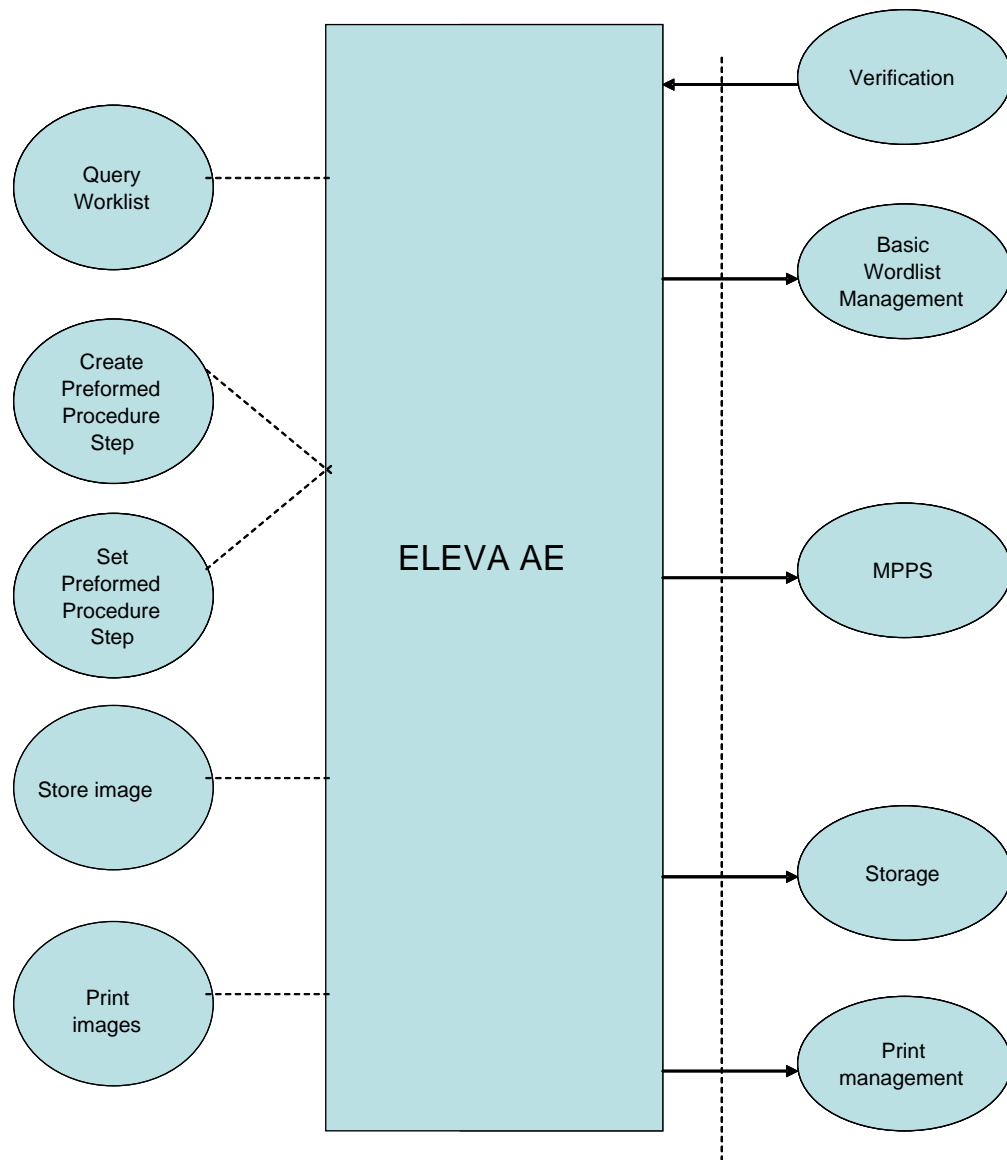 Verification
Query
Worklist
Basic
Wordlist
Management
Create
Preformed
Procedure
Step
ELEVA AE
MPPS
Set
Preformed
Procedure
Step
Store image
Storage
Print
images
Print
management